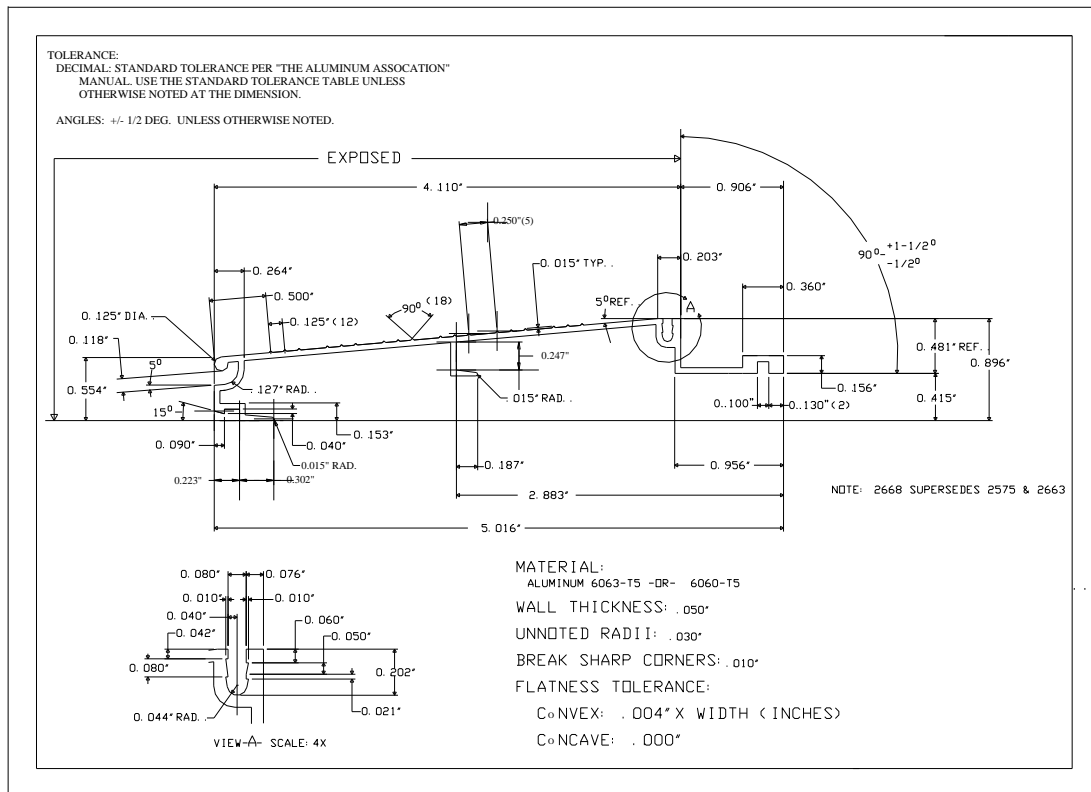 TOLERANCE:
DECIMAL: STANDARD TOLERANCE PER "THE ALUMINUM ASSOCATION"
MANUAL. USE THE STANDARD TOLERANCE TABLE UNLESS
OTHERWISE NOTED AT THE DIMENSION.
ANGLES: +/- 1/2 DEG. UNLESS OTHERWISE NOTED.
EXPOSED
4. 110"
0. 906"
0.250"(5)
90° +1-1/2°
-1/2°
0. 264"
0. 015" TYP. .
0. 203"
0. 500"
90° (18)
5° REF. .
A
0. 360"
0. 125" DIA. .
0. 125" (12)
0. 118"
0.247"
0. 481" REF. .
0. 896"
5°
0. 554"
. 127" RAD. .
. 015" RAD. .
0. 156"
0. 415"
15°
0..100"
0..130" (2)
0. 153"
0. 090"
0. 040"
0.015" RAD.
0. 187"
0. 956"
0.223"
0.302"
2. 883"
NOTE: 2668 SUPERSEDES 2575 & 2663
5. 016"
0. 080"
0. 076"
0. 010"
0. 010"
0. 040"
0. 060"
0. 042"
0. 050"
0. 080"
0. 202"
0. 021"
0. 044" RAD. .
VIEW-A- SCALE: 4X
MATERIAL:
ALUMINUM 6063-T5 -OR- 6060-T5
WALL THICKNESS: . 050"
UNNOTED RADII: . 030"
BREAK SHARP CORNERS: . 010"
FLATNESS TOLERANCE:
CoNVEX: . 004" X WIDTH (INCHES)
CoNCAVE: . 000"
. .